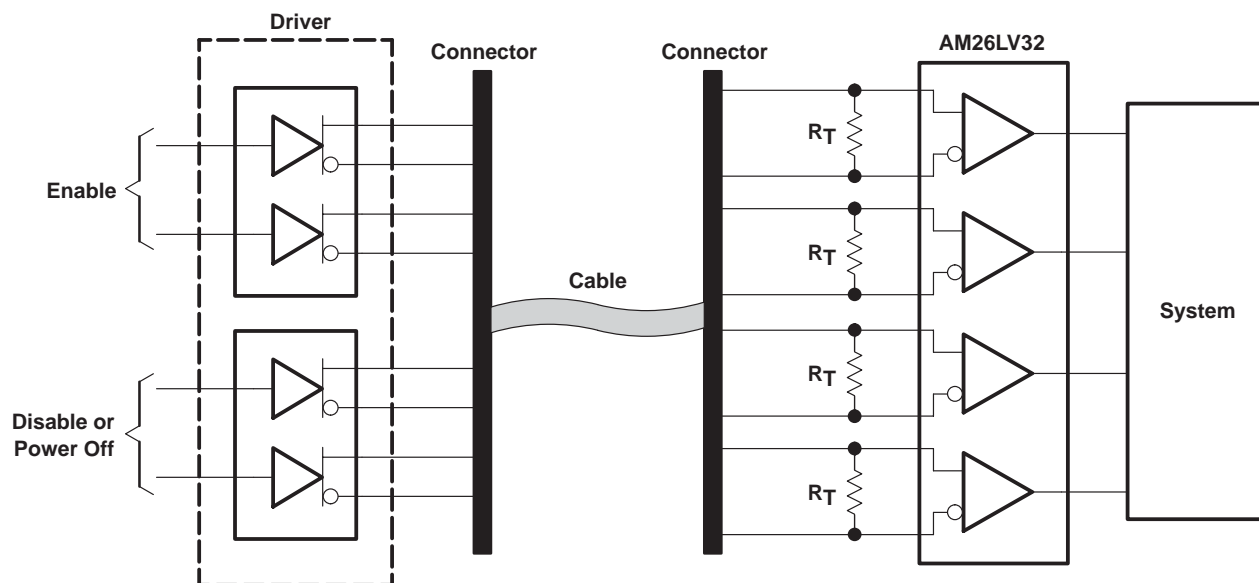 Driver
Connector
Connector
AM26LV32
Enable
Disable or
Power Off
Cable
RT
RT
RT
RT
System